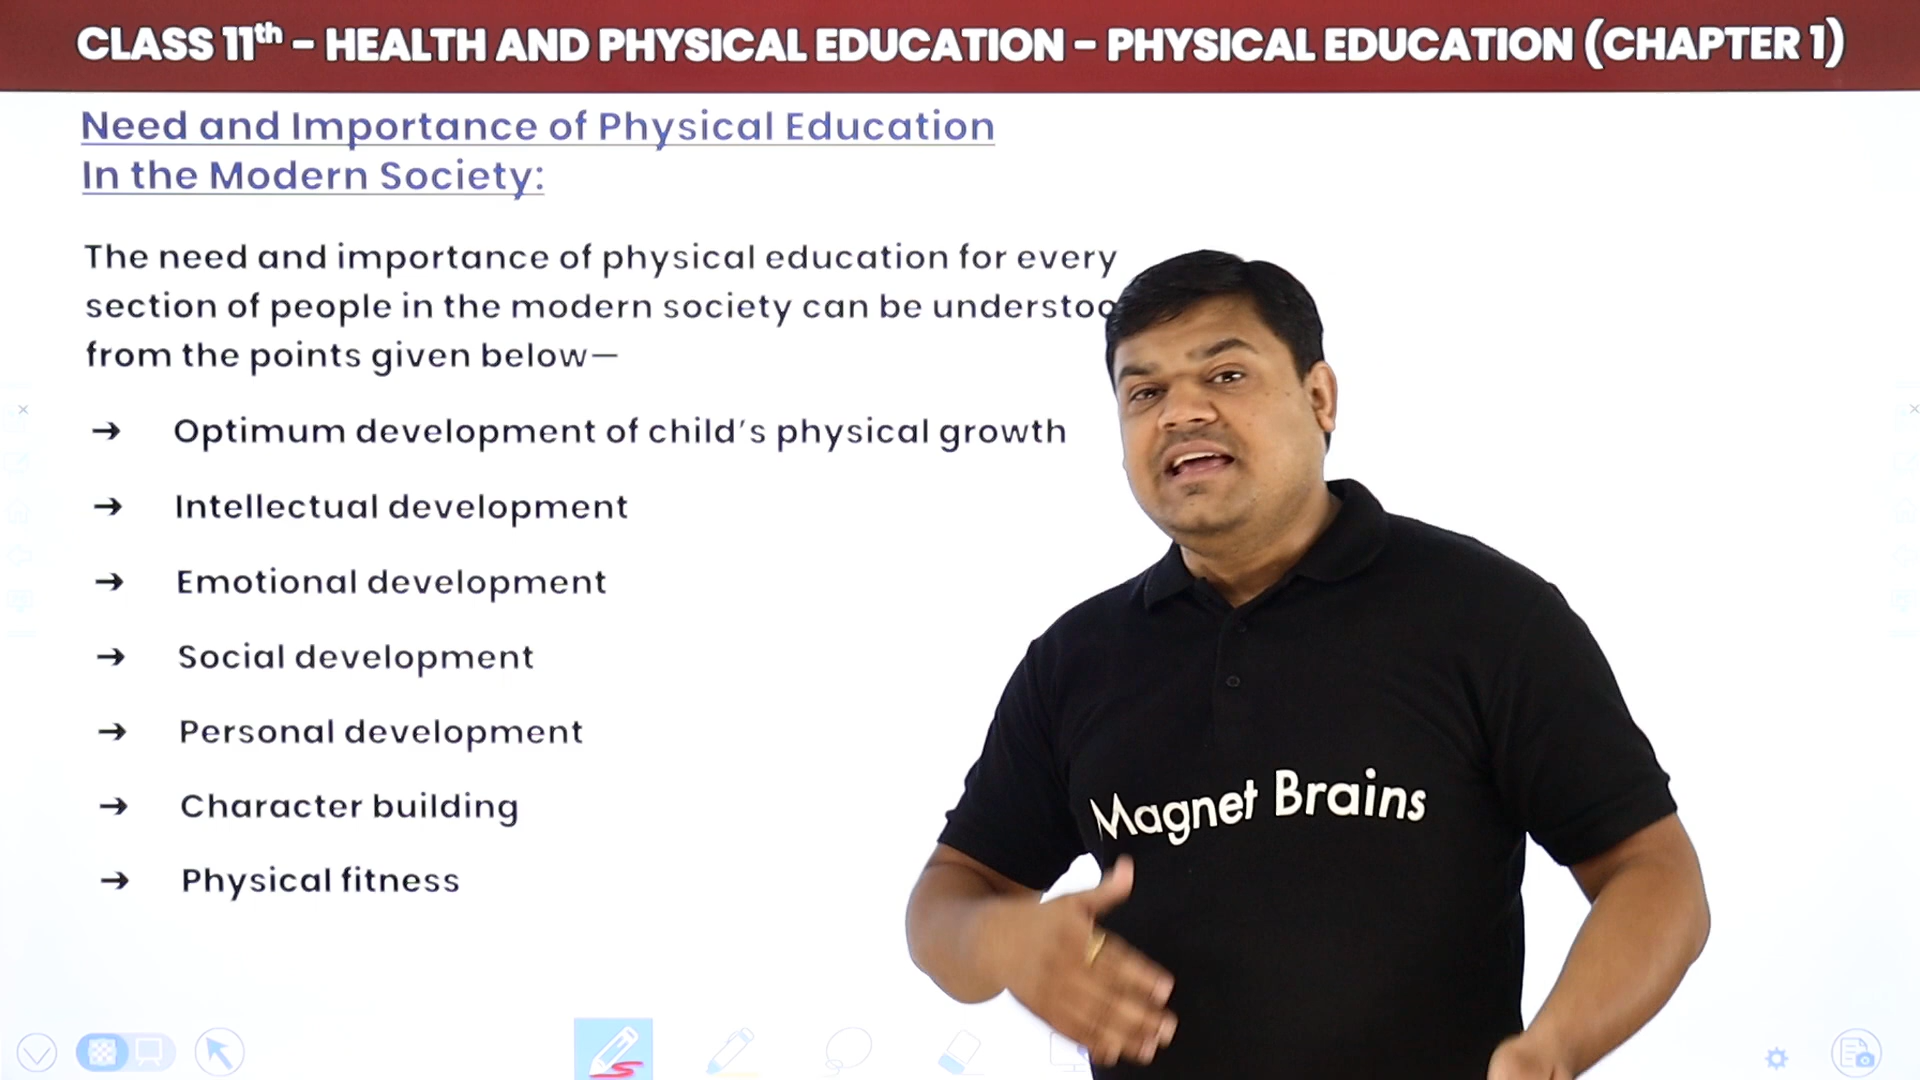 CLASS 11th - HEALTH AND PHYSICAL EDUCATION - PHYSICAL EDUCATION (CHAPTER 1)
Need and Importance of Physical Education
In the Modern Society:
The need and importance of physical education for every
section of people in the modern society can be understoo
from the points given below—
→ Optimum development of child's physical growth
→ Intellectual development
→ Emotional development
→ Social development
→ Personal development
→ Character building
→ Physical fitness
Magnet Brains